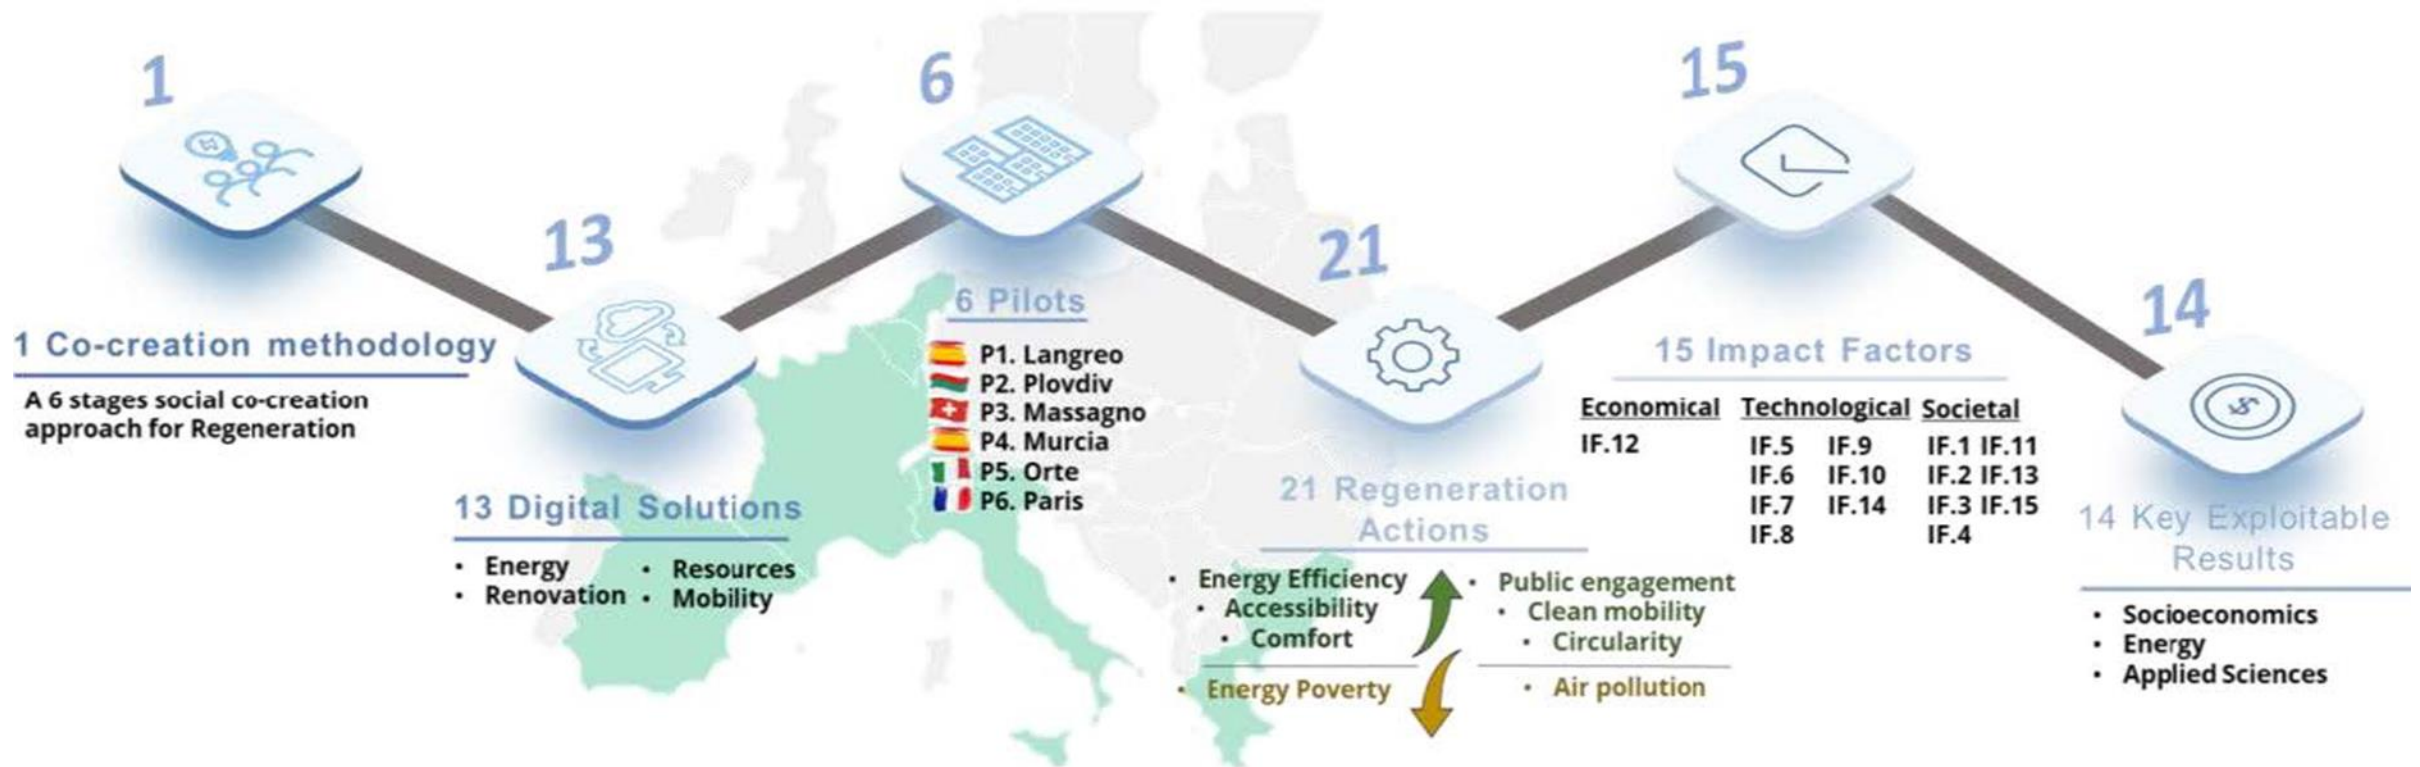 1
1 Co-creation methodology
A 6 stages social co-creation
approach for Regeneration
13
13 Digital Solutions
• Energy
• Renovation
• Resources
• Mobility
6
6 Pilots
P1. Langreo
P2. Plovdiv
P3. Massagno
P4. Murcia
P5. Orte
P6. Paris
21
21 Regeneration
Actions
• Energy Efficiency
• Accessibility
• Comfort
• Energy Poverty
• Public engagement
• Clean mobility
• Circularity
• Air pollution
15
15 Impact Factors
Economical Technological Societal
IF.12 IF.5 IF.9 IF.1 IF.11
IF.6 IF.10 IF.2 IF.13
IF.7 IF.14 IF.3 IF.15
IF.8 IF.4
14
$
14 Key Exploitable
Results
• Socioeconomics
• Energy
• Applied Sciences